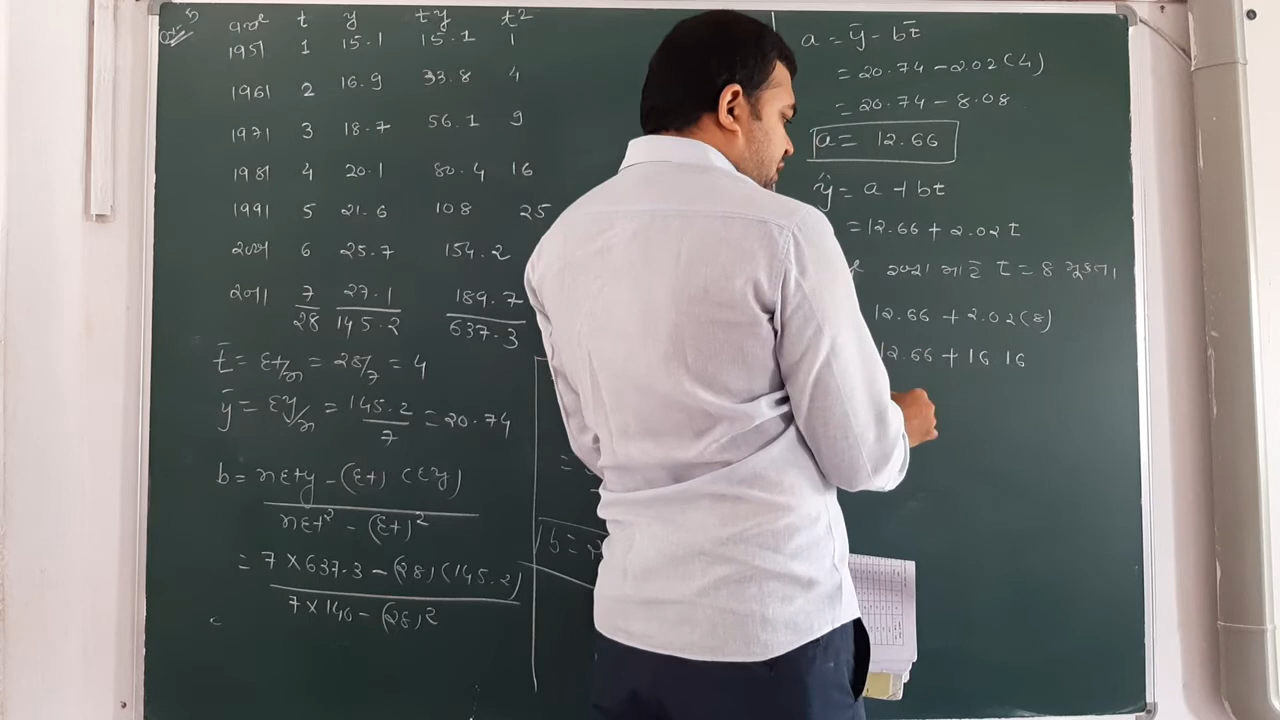 વર્ષ t y ty t²
1951 1 15.1 15.1 1
1961 2 16.9 33.8 4
1971 3 18.7 56.1 9
1981 4 20.1 80.4 16
1991 5 21.6 108 25
૨૦૦૧ 6 25.7 154.2
૨૦૧૧ 7 27.1 189.7
28 145.2 637.3
t̄ = Σt/n = 28/7 = 4
ȳ = Σy/n = 145.2/7 = 20.74
b = nΣty - (Σt) (Σy)
nΣt² - (Σt)²
= 7 × 637.3 - (28) (145.2)
7 × 140 - (28)²
b =
a = ȳ - bt̄
= 20.74 - 2.02 (4)
= 20.74 - 8.08
a = 12.66
ŷ = a + bt
= 12.66 + 2.02 t
૨૦૨૧ માટે t = 8 મૂકતા
12.66 + 2.02 (8)
12.66 + 16 16